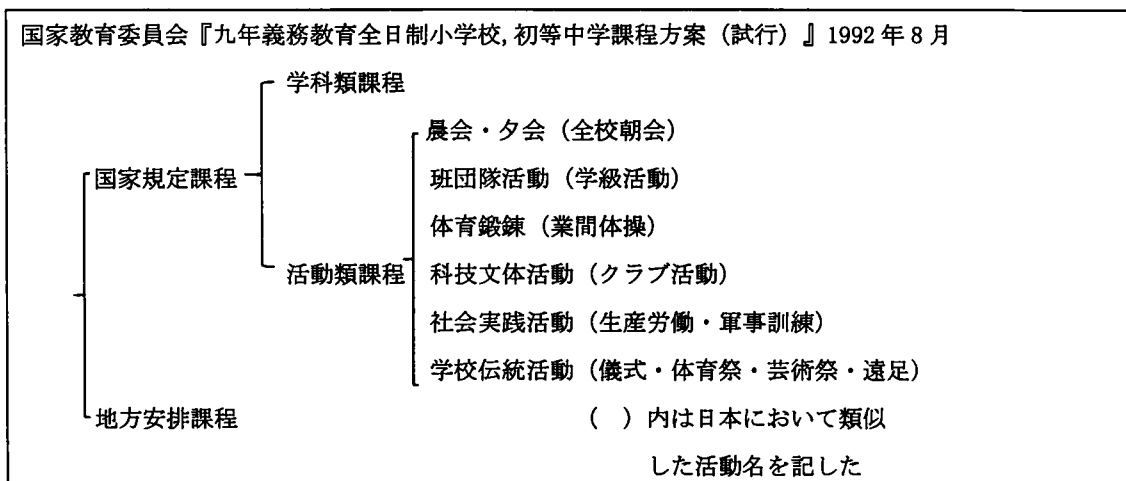 国家教育委員会『九年義務教育全日制小学校,初等中学課程方案（試行）』1992年8月
学科類課程
晨会・夕会（全校朝会）
国家規定課程
班団隊活動（学級活動）
体育鍛錬（業間体操）
活動類課程
科技文体活動（クラブ活動）
社会実践活動（生産労働・軍事訓練）
学校伝統活動（儀式・体育祭・芸術祭・遠足）
地方安排課程
（　）内は日本において類似
した活動名を記した